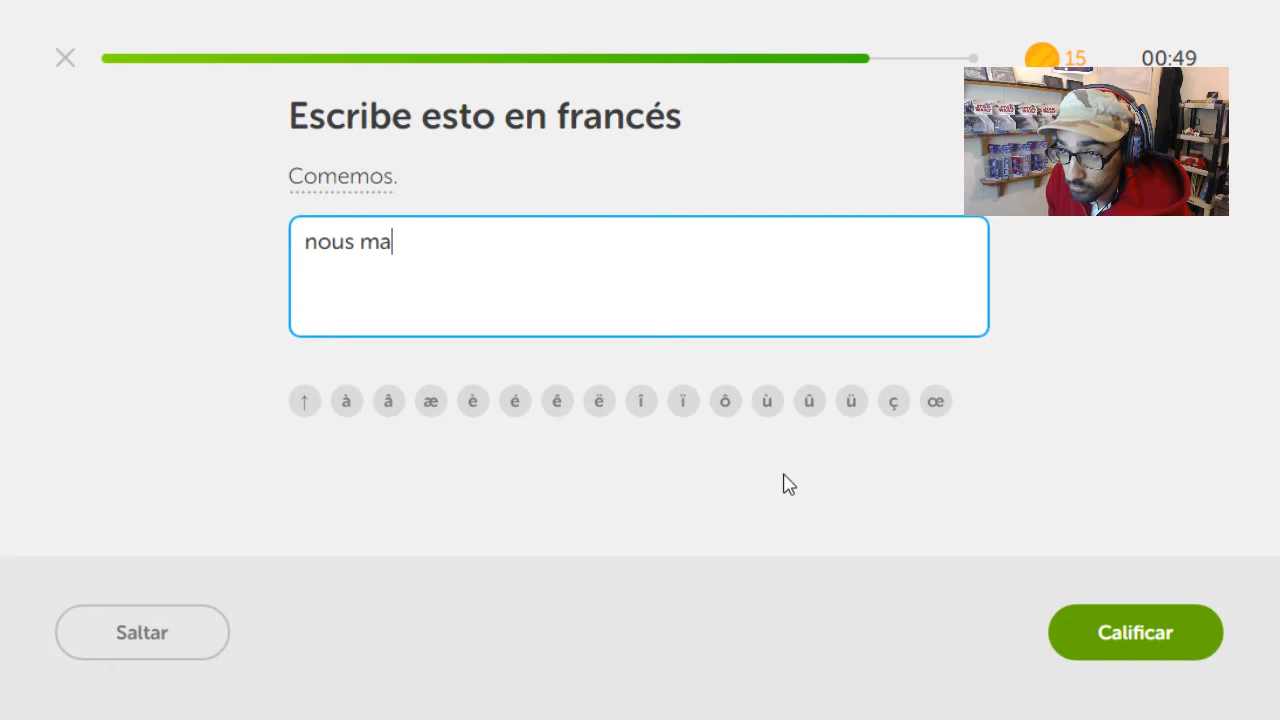 15 00:49
Escribe esto en francés
Comemos.
nous ma
↑ à â æ è é ê ë î ï ô ù û ü ç œ
Saltar Calificar